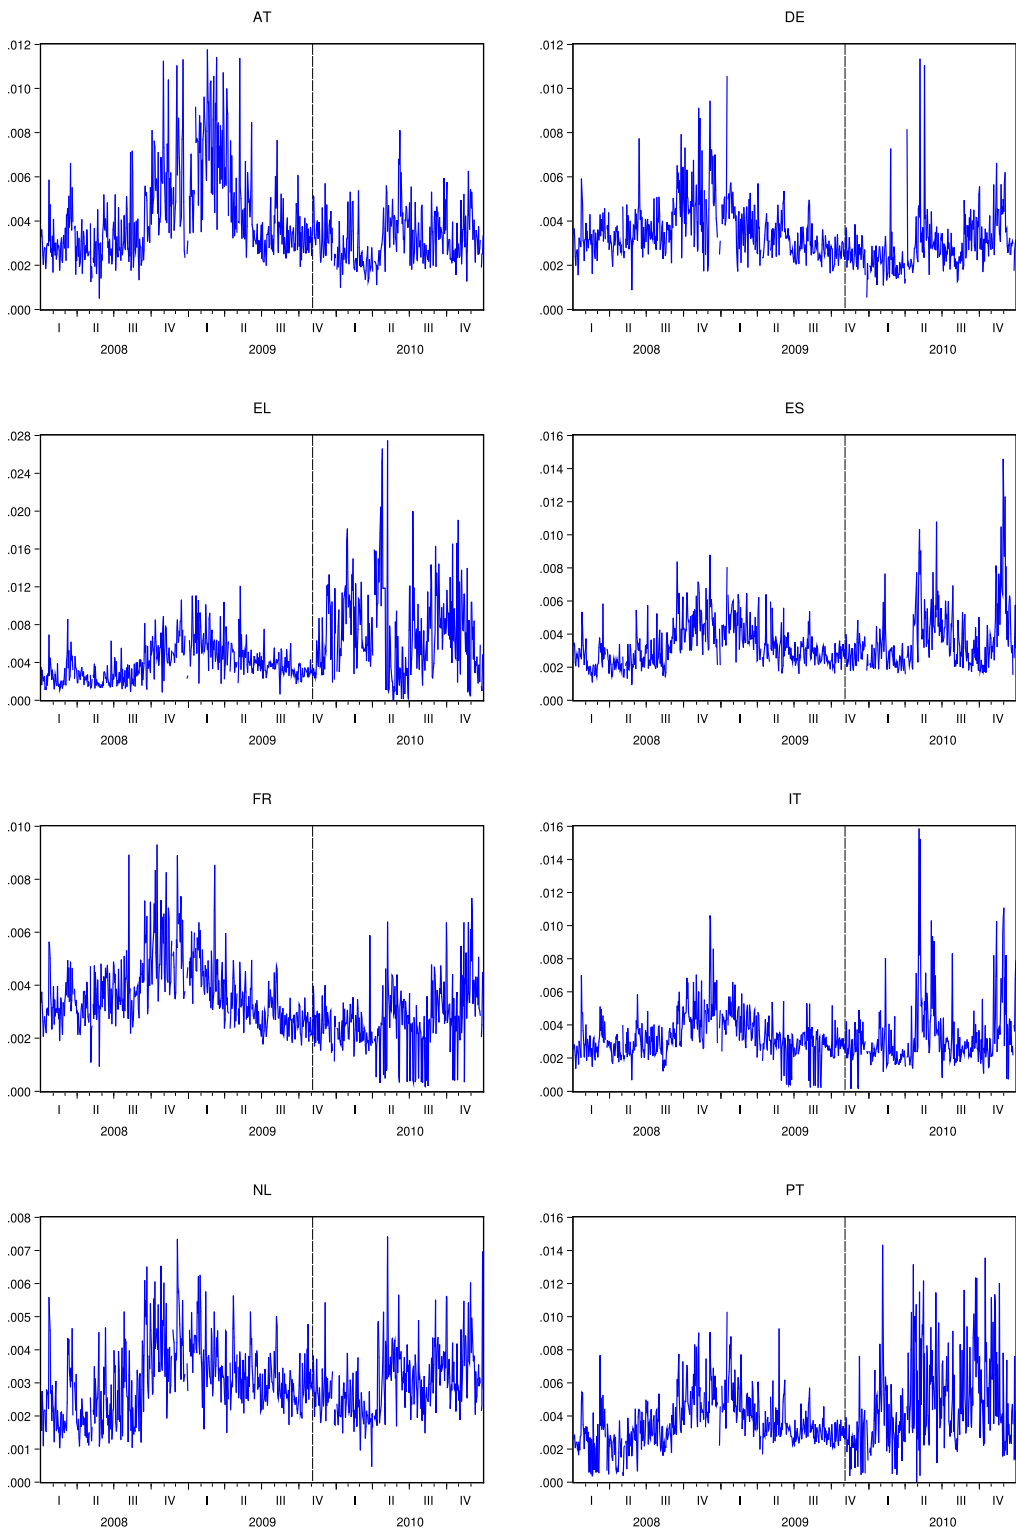 AT
.012
.010
.008
.006
.004
.002
.000
I II III IV I II III IV I II III IV
2008 2009 2010
DE
.012
.010
.008
.006
.004
.002
.000
I II III IV I II III IV I II III IV
2008 2009 2010
EL
.028
.024
.020
.016
.012
.008
.004
.000
I II III IV I II III IV I II III IV
2008 2009 2010
ES
.016
.014
.012
.010
.008
.006
.004
.002
.000
I II III IV I II III IV I II III IV
2008 2009 2010
FR
.010
.008
.006
.004
.002
.000
I II III IV I II III IV I II III IV
2008 2009 2010
IT
.016
.014
.012
.010
.008
.006
.004
.002
.000
I II III IV I II III IV I II III IV
2008 2009 2010
NL
.008
.007
.006
.005
.004
.003
.002
.001
.000
I II III IV I II III IV I II III IV
2008 2009 2010
PT
.016
.014
.012
.010
.008
.006
.004
.002
.000
I II III IV I II III IV I II III IV
2008 2009 2010